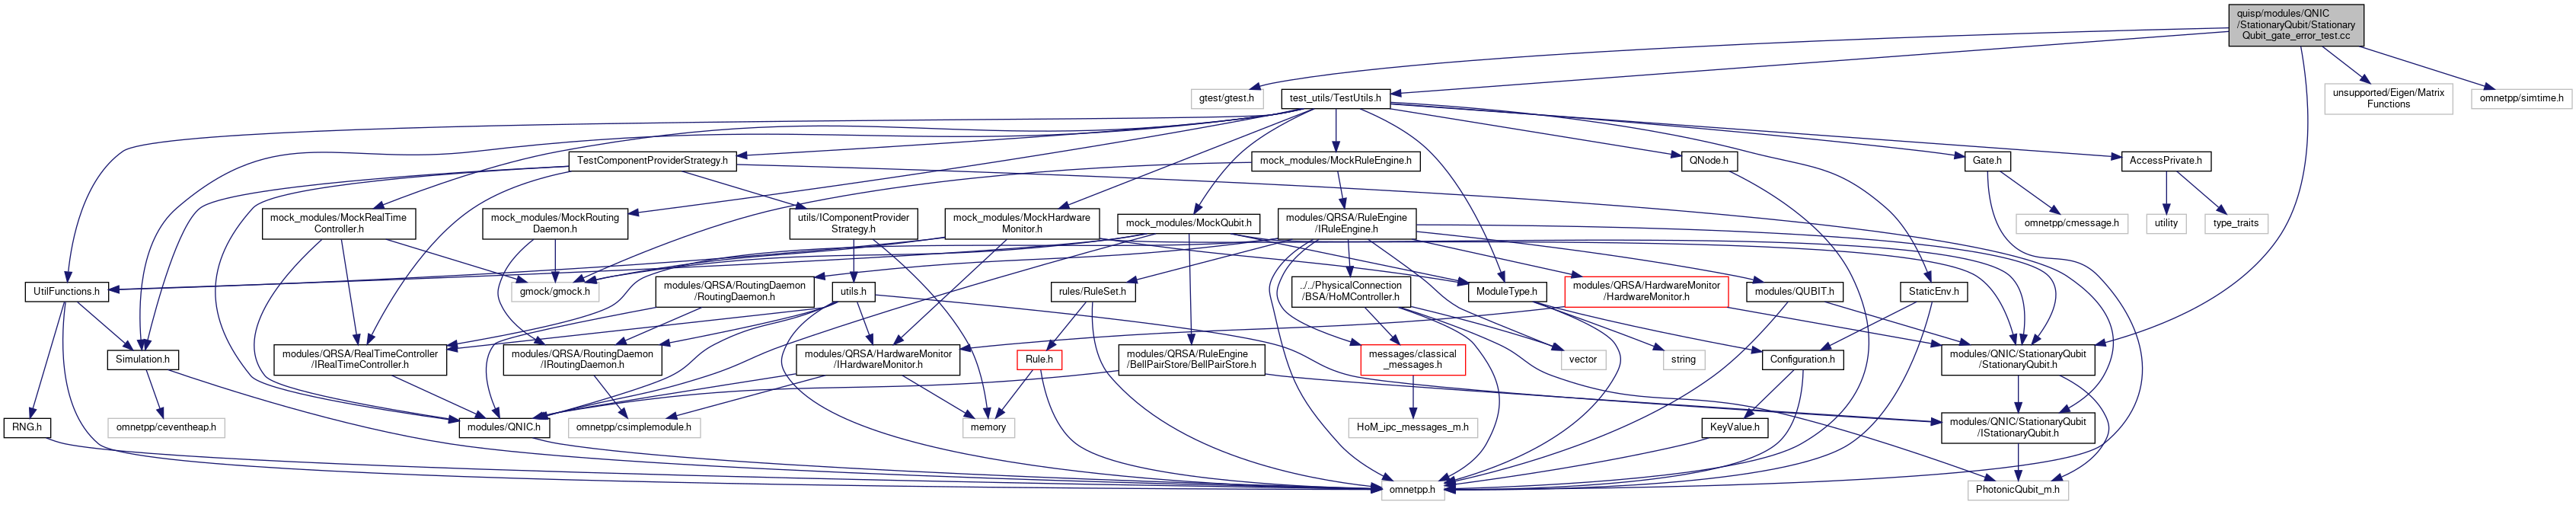 quisp/modules/QNIC
/StationaryQubit/Stationary
Qubit_gate_error_test.cc
gtest/gtest.h
test_utils/TestUtils.h
unsupported/Eigen/Matrix
Functions
omnetpp/simtime.h
TestComponentProviderStrategy.h
mock_modules/MockRuleEngine.h
QNode.h
Gate.h
AccessPrivate.h
mock_modules/MockRealTime
Controller.h
mock_modules/MockRouting
Daemon.h
utils/IComponentProvider
Strategy.h
mock_modules/MockHardware
Monitor.h
mock_modules/MockQubit.h
modules/QRSA/RuleEngine
/IRuleEngine.h
omnetpp/cmessage.h
utility
type_traits
UtilFunctions.h
gmock/gmock.h
modules/QRSA/RoutingDaemon
/RoutingDaemon.h
utils.h
rules/RuleSet.h
../../PhysicalConnection
/BSA/HoMController.h
ModuleType.h
modules/QRSA/HardwareMonitor
/HardwareMonitor.h
modules/QUBIT.h
StaticEnv.h
Simulation.h
modules/QRSA/RealTimeController
/IRealTimeController.h
modules/QRSA/RoutingDaemon
/IRoutingDaemon.h
modules/QRSA/HardwareMonitor
/IHardwareMonitor.h
Rule.h
modules/QRSA/RuleEngine
/BellPairStore/BellPairStore.h
messages/classical
_messages.h
vector
string
Configuration.h
modules/QNIC/StationaryQubit
/StationaryQubit.h
RNG.h
omnetpp/ceventheap.h
modules/QNIC.h
omnetpp/csimplemodule.h
memory
HoM_ipc_messages_m.h
KeyValue.h
modules/QNIC/StationaryQubit
/IStationaryQubit.h
omnetpp.h
PhotonicQubit_m.h